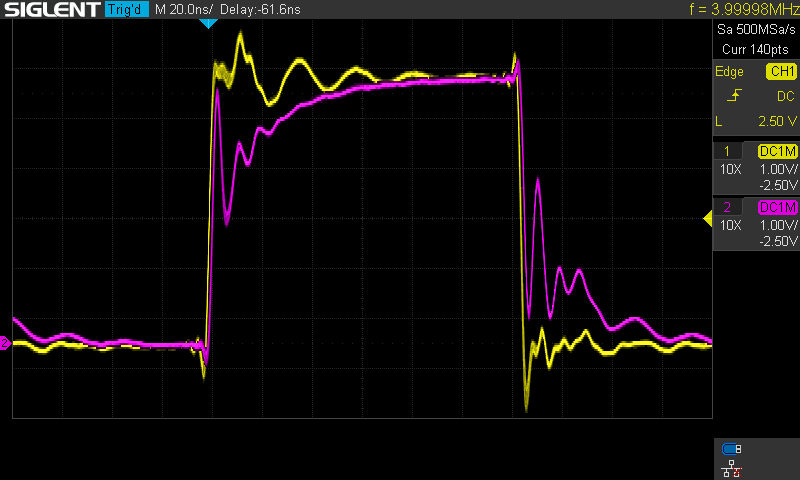 SIGLENT Trig'd M 20.0ns/ Delay:-61.6ns f = 3.99998MHz
Sa 500MSa/s
Curr 140pts
Edge CH1
DC
L 2.50 V
1 DC1M
10X 1.00V/
-2.50V
2 DC1M
10X 1.00V/
-2.50V
2